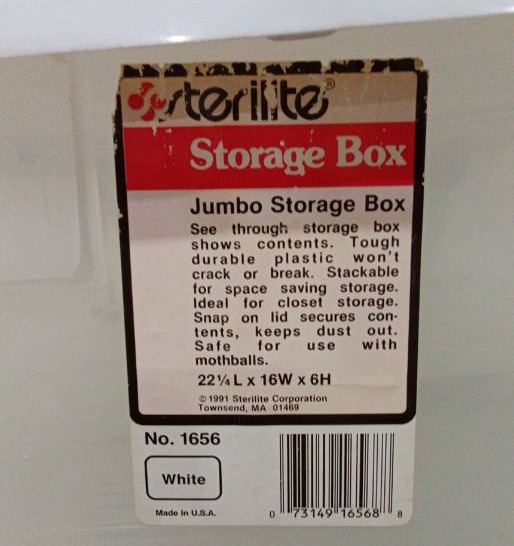 sterilite®
Storage Box
Jumbo Storage Box
See through storage box
shows contents. Tough
durable plastic won't
crack or break. Stackable
for space saving storage.
Ideal for closet storage.
Snap on lid secures con-
tents, keeps dust out.
Safe for use with
mothballs.
22¼ L x 16W x 6H
© 1991 Sterilite Corporation
Townsend, MA 01469
No. 1656
White
Made in U.S.A.
0 73149 16568 8